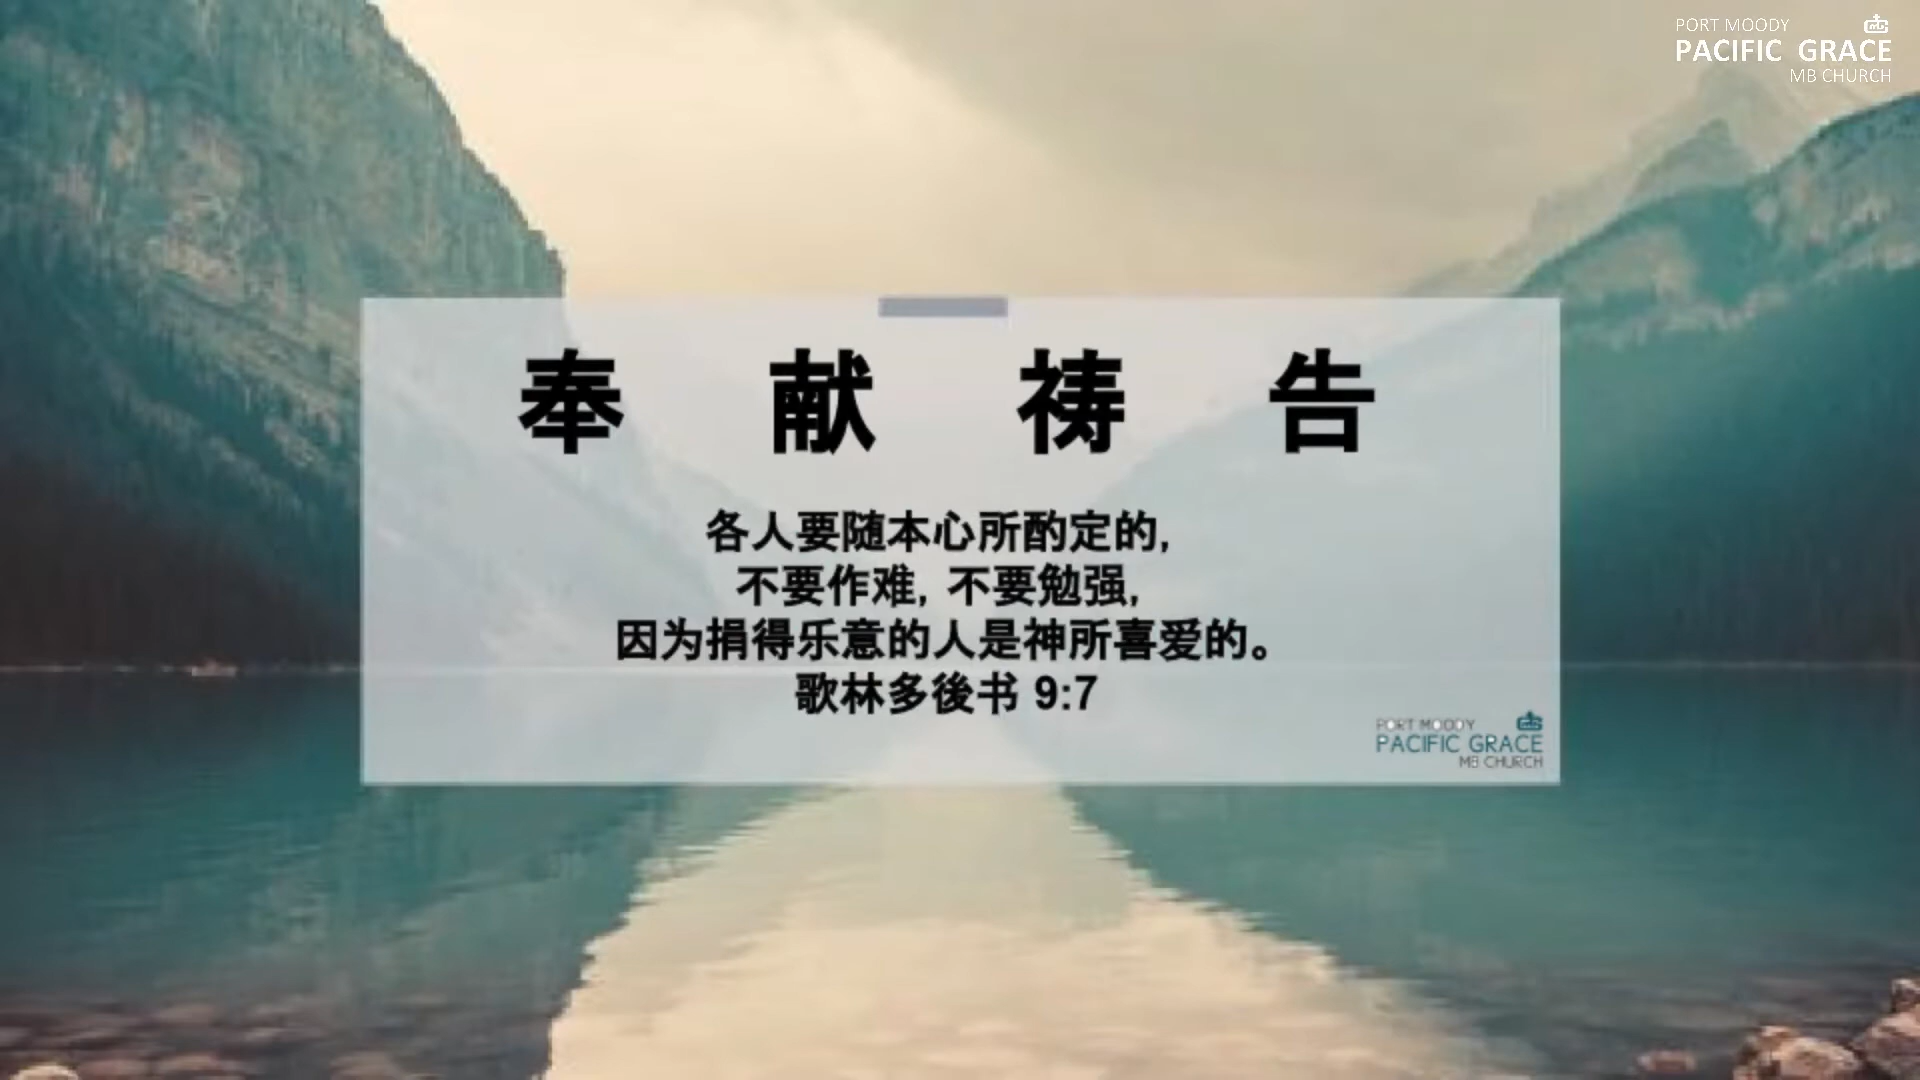 PORT MOODY
PACIFIC GRACE
MB CHURCH
奉 献 祷 告
各人要随本心所酌定的,
不要作难, 不要勉强,
因为捐得乐意的人是神所喜爱的。
歌林多後书 9:7
PORT MOODY
PACIFIC GRACE
MB CHURCH